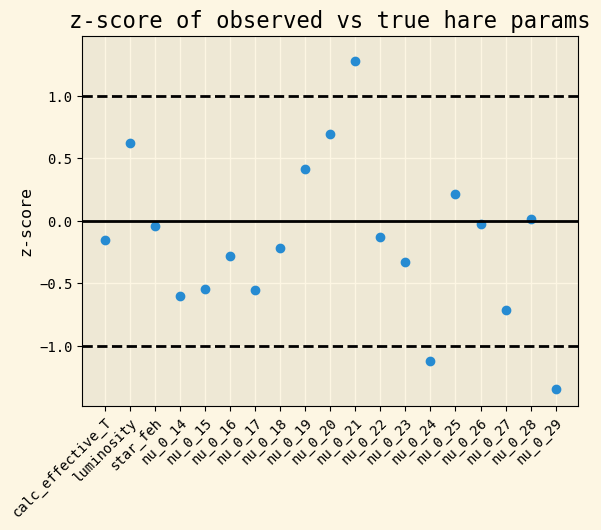 z-score of observed vs true hare params
z-score
1.0
0.5
0.0
−0.5
−1.0
calc_effective_T
luminosity
star_feh
nu_0_14
nu_0_15
nu_0_16
nu_0_17
nu_0_18
nu_0_19
nu_0_20
nu_0_21
nu_0_22
nu_0_23
nu_0_24
nu_0_25
nu_0_26
nu_0_27
nu_0_28
nu_0_29